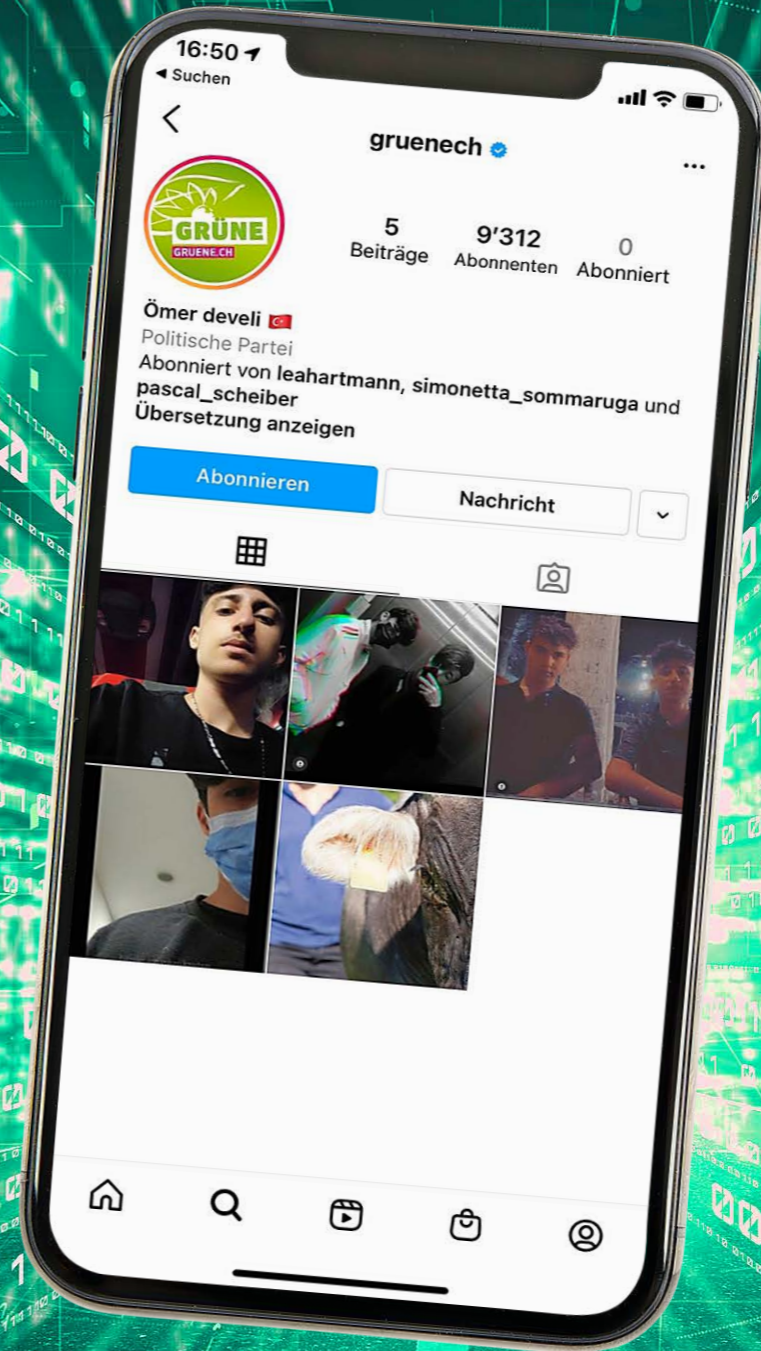 16:50
◀ Suchen
gruenech
...
GRÜNE
GRUENE.CH
5
Beiträge
9’312
Abonnenten
0
Abonniert
Ömer develi 🇹🇷
Politische Partei
Abonniert von leahartmann, simonetta_sommaruga und
pascal_scheiber
Übersetzung anzeigen
Abonnieren
Nachricht